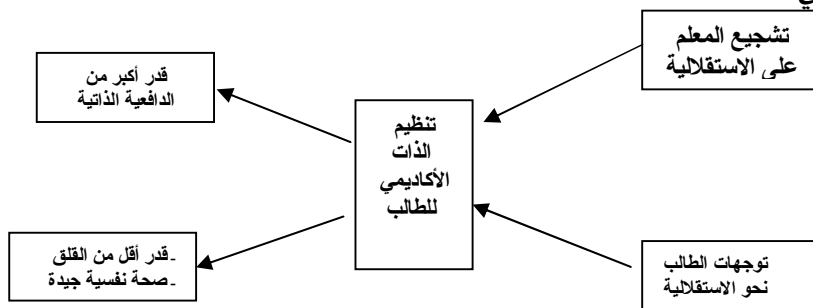 تشجيع المعلم
على الاستقلالية
قدر أكبر من
الدافعية الذاتية
تنظيم
الذات
الأكاديمي
للطالب
توجهات الطالب
نحو الاستقلالية
-قدر أقل من القلق
-صحة نفسية جيدة